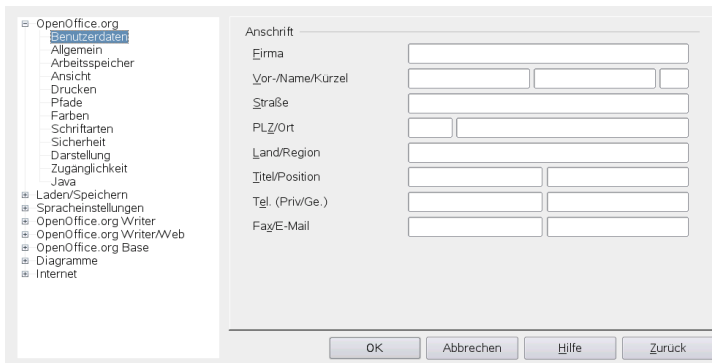 OpenOffice.org
Benutzerdaten
Allgemein
Arbeitsspeicher
Ansicht
Drucken
Pfade
Farben
Schriftarten
Sicherheit
Darstellung
Zugänglichkeit
Java
Laden/Speichern
Spracheinstellungen
OpenOffice.org Writer
OpenOffice.org Writer/Web
OpenOffice.org Base
Diagramme
Internet
Anschrift
Firma
Vor-/Name/Kürzel
Straße
PLZ/Ort
Land/Region
Titel/Position
Tel. (Priv/Ge.)
Fax/E-Mail
OK Abbrechen Hilfe Zurück